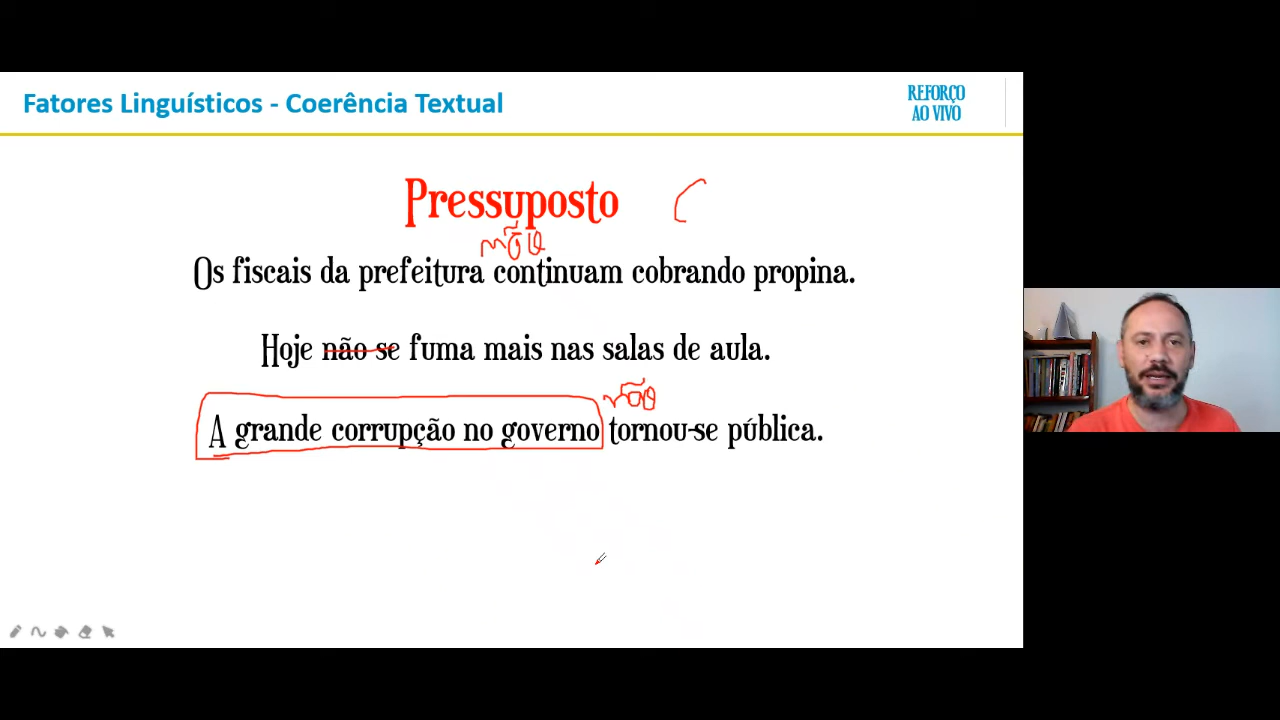 Fatores Linguísticos - Coerência Textual
REFORÇO
AO VIVO
Pressuposto
não
Os fiscais da prefeitura continuam cobrando propina.
Hoje não se fuma mais nas salas de aula.
não
A grande corrupção no governo tornou-se pública.